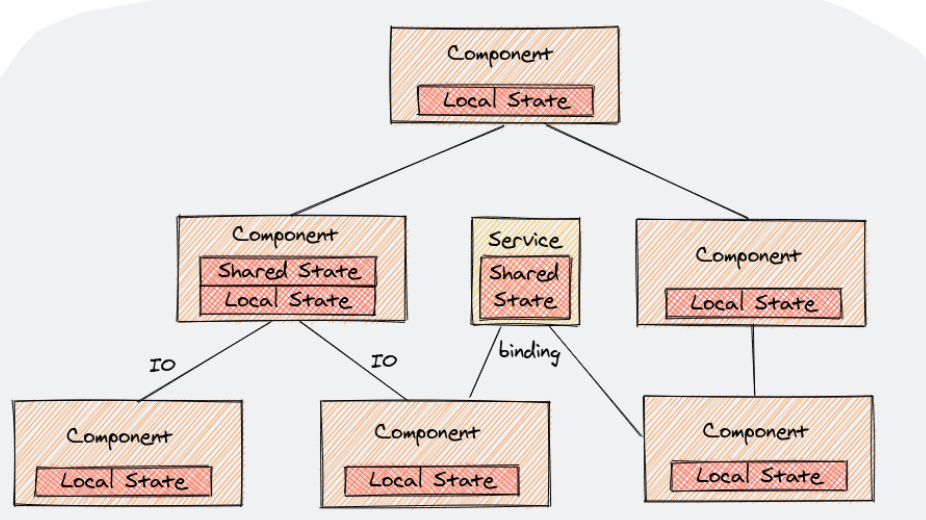 Component
Local State
Component
Shared State
Local State
Service
Shared
State
Component
Local State
IO
IO
binding
Component
Local State
Component
Local State
Component
Local State